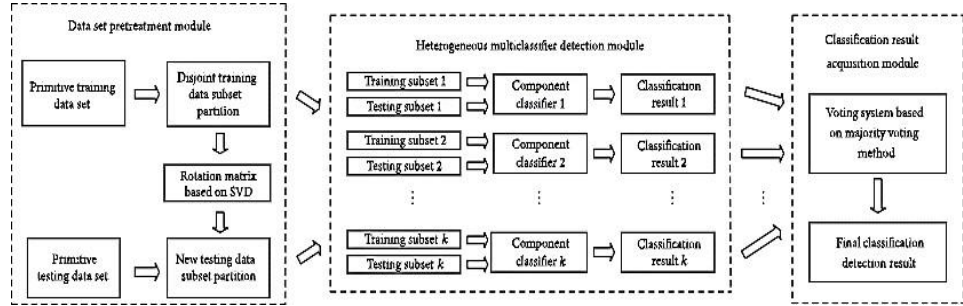 Data set pretreatment module
Primitive training
data set
Disjoint training
data subset
partition
Rotation matrix
based on SVD
Primitive
testing data set
New testing data
subset partition
Heterogeneous multiclassifier detection module
Training subset 1
Testing subset 1
Component
classifier 1
Classification
result 1
Training subset 2
Testing subset 2
Component
classifier 2
Classification
result 2
Training subset k
Testing subset k
Component
classifier k
Classification
result k
Classification result
acquisition module
Voting system based
on majority voting
method
Final classification
detection result